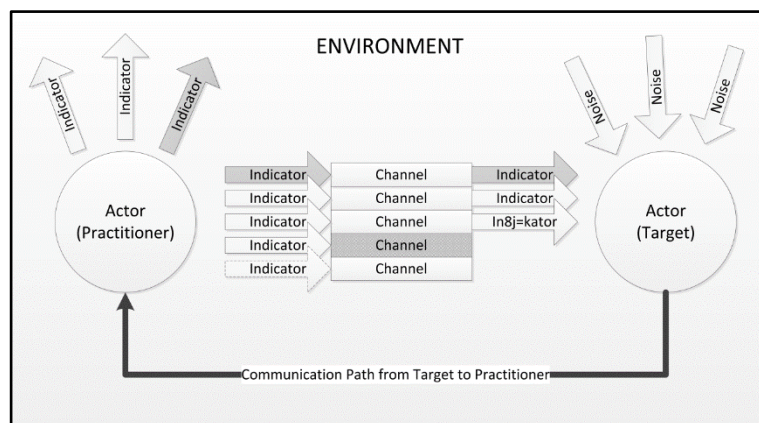 ENVIRONMENT
Indicator
Indicator
Indicator
Noise
Noise
Noise
Actor
(Practitioner)
Indicator Channel Indicator
Indicator Channel Indicator
Indicator Channel In8j=kator
Indicator Channel
Indicator Channel
Actor
(Target)
Communication Path from Target to Practitioner